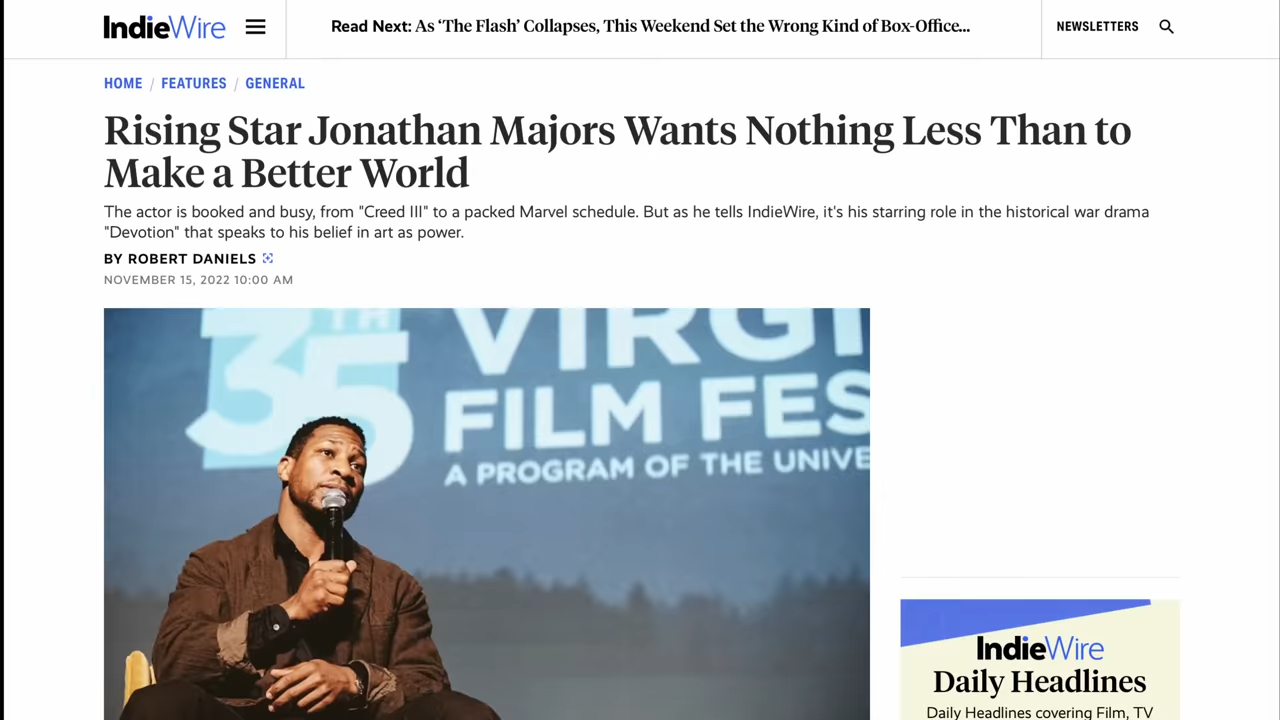 IndieWire
Read Next: As ‘The Flash’ Collapses, This Weekend Set the Wrong Kind of Box-Office...
NEWSLETTERS
HOME / FEATURES / GENERAL
Rising Star Jonathan Majors Wants Nothing Less Than to
Make a Better World
The actor is booked and busy, from "Creed III" to a packed Marvel schedule. But as he tells IndieWire, it's his starring role in the historical war drama
"Devotion" that speaks to his belief in art as power.
BY ROBERT DANIELS
NOVEMBER 15, 2022 10:00 AM
35TH
VIRGI
FILM FES
A PROGRAM OF THE UNIVE
IndieWire
Daily Headlines
Daily Headlines covering Film, TV